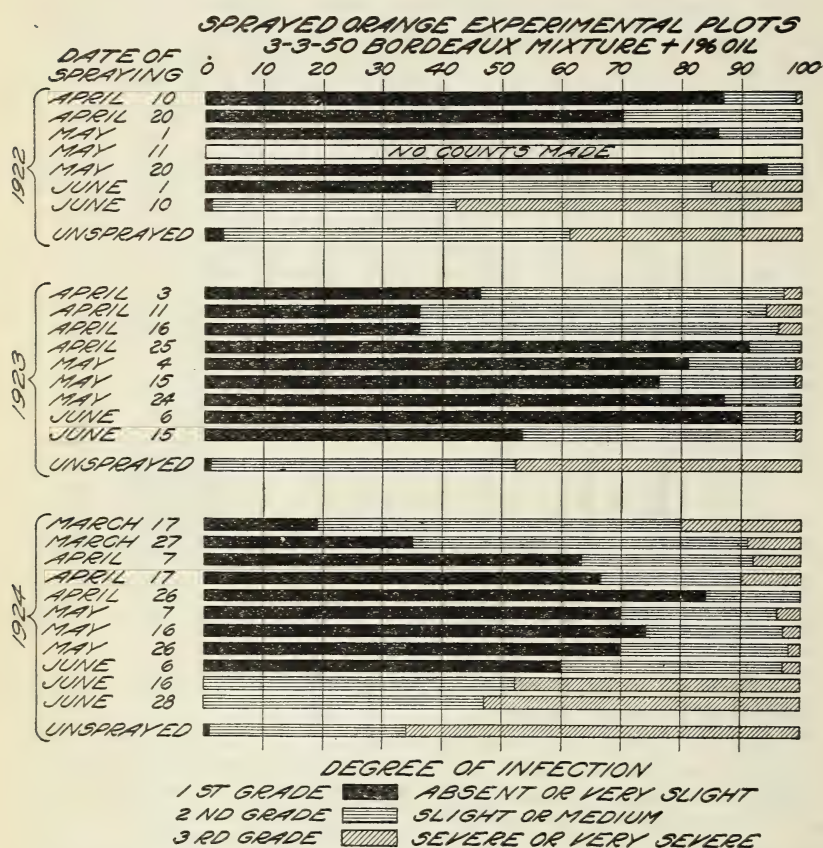 SPRAYED ORANGE EXPERIMENTAL PLOTS
3-3-50 BORDEAUX MIXTURE + 1% OIL
DATE OF
SPRAYING
0 10 20 30 40 50 60 70 80 90 100
1922
APRIL 10
APRIL 20
MAY 1
MAY 11 NO COUNTS MADE
MAY 20
JUNE 1
JUNE 10
UNSPRAYED
1923
APRIL 3
APRIL 11
APRIL 16
APRIL 25
MAY 4
MAY 15
MAY 24
JUNE 6
JUNE 15
UNSPRAYED
1924
MARCH 17
MARCH 27
APRIL 7
APRIL 17
APRIL 26
MAY 7
MAY 16
MAY 26
JUNE 6
JUNE 16
JUNE 28
UNSPRAYED
DEGREE OF INFECTION
1 ST GRADE ABSENT OR VERY SLIGHT
2 ND GRADE SLIGHT OR MEDIUM
3 RD GRADE SEVERE OR VERY SEVERE